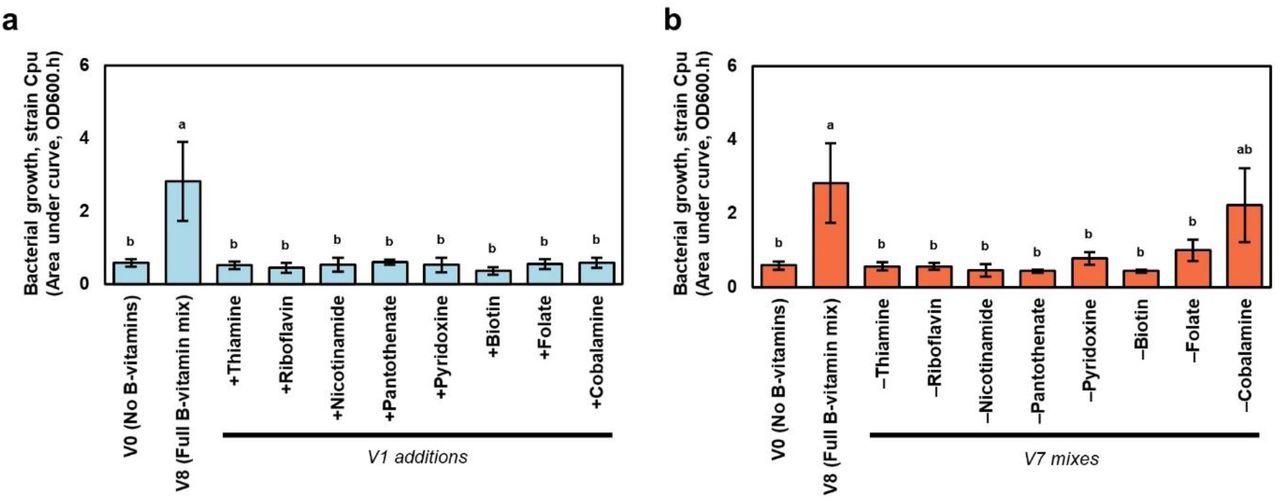 a
Bacterial growth, strain Cpu
(Area under curve, OD600.h)
6
4
2
0
b
a
b
b
b
b
b
b
b
b
V0 (No B-vitamins)
V8 (Full B-vitamin mix)
+Thiamine
+Riboflavin
+Nicotinamide
+Pantothenate
+Pyridoxine
+Biotin
+Folate
+Cobalamine
V1 additions
b
Bacterial growth, strain Cpu
(Area under curve, OD600.h)
6
4
2
0
b
a
b
b
b
b
b
b
b
ab
V0 (No B-vitamins)
V8 (Full B-vitamin mix)
–Thiamine
–Riboflavin
–Nicotinamide
–Pantothenate
–Pyridoxine
–Biotin
–Folate
–Cobalamine
V7 mixes